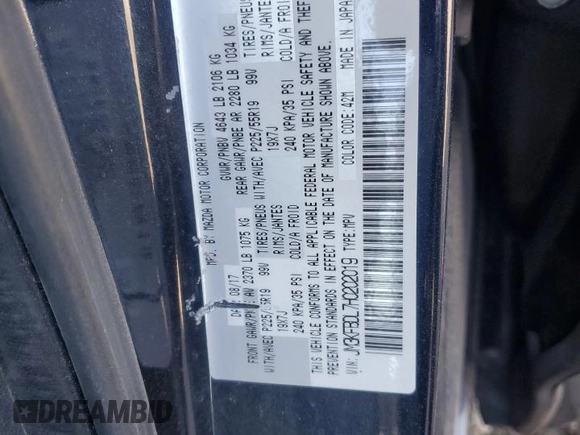 MFG. BY MAZDA MOTOR CORPORATION
08/17 GVWR/PNBV 4643 LB 2106 KG
FRONT GAWR/PNBE AV 2370 LB 1075 KG REAR GAWR/PNBE AR 2280 LB 1034 KG
WITH/AVEC P225/55R19 99V TIRES/PNEUS WITH/AVEC P225/55R19 99V TIRES/PNEUS
19X7J RIMS/JANTES 19X7J RIMS/JANTES
240 KPA/35 PSI COLD/A FROID 240 KPA/35 PSI COLD/A FROID
THIS VEHICLE CONFORMS TO ALL APPLICABLE FEDERAL MOTOR VEHICLE SAFETY AND THEFT
PREVENTION STANDARDS IN EFFECT ON THE DATE OF MANUFACTURE SHOWN ABOVE.
VIN: JM3KFBDL7H0202019 TYPE:MPV COLOR CODE:42M MADE IN JAPAN
DREAMBID